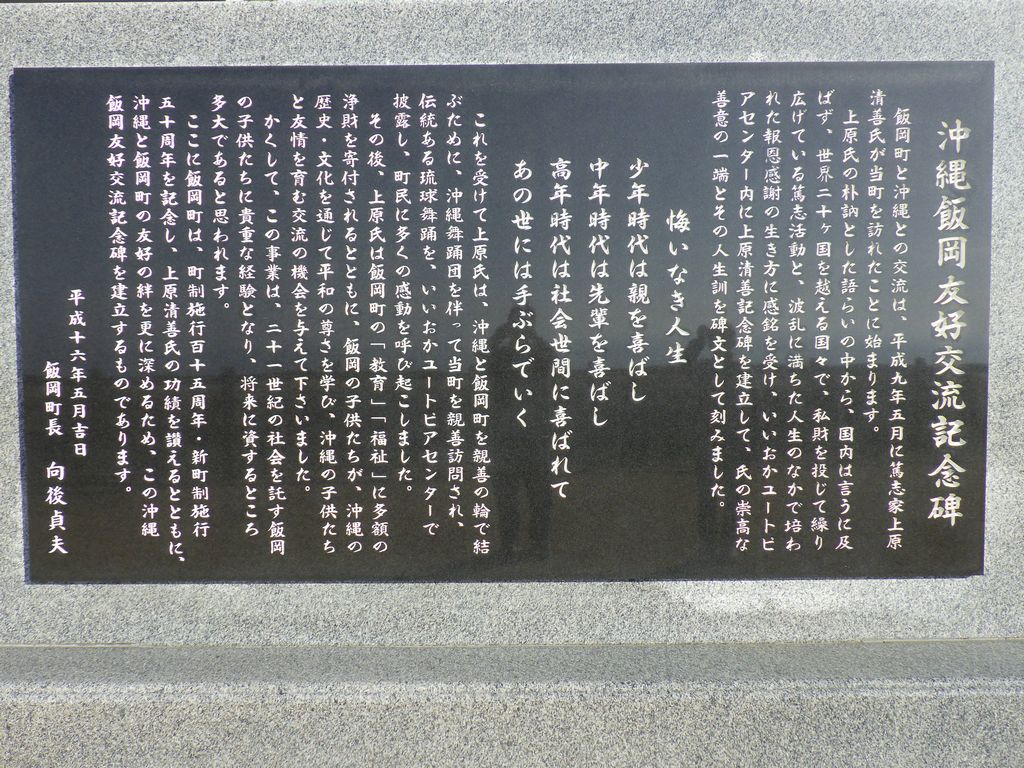 沖縄飯岡友好交流記念碑
飯岡町と沖縄との交流は、平成九年五月に篤志家上原
清善氏が当町を訪れたことに始まります。
上原氏の朴訥とした語らいの中から、国内は言うに及
ばず、世界二十ヶ国を越える国々で、私財を投じて繰り
広げている篤志活動と、波乱に満ちた人生のなかで培わ
れた報恩感謝の生き方に感銘を受け、いいおかユートピ
アセンター内に上原清善記念碑を建立して、氏の崇高な
善意の一端とその人生訓を碑文として刻みました。
悔いなき人生
少年時代は親を喜ばし
中年時代は先輩を喜ばし
高年時代は社会世間に喜ばれて
あの世には手ぶらでいく
これを受けて上原氏は、沖縄と飯岡町を親善の輪で結
ぶために、沖縄舞踊団を伴って当町を親善訪問され、
伝統ある琉球舞踊を、いいおかユートピアセンターで
披露し、町民に多くの感動を呼び起こしました。
その後、上原氏は飯岡町の「教育」「福祉」に多額の
浄財を寄付されるとともに、飯岡の子供たちが、沖縄の
歴史・文化を通じて平和の尊さを学び、沖縄の子供たち
と友情を育む交流の機会を与えて下さいました。
かくして、この事業は、二十一世紀の社会を託す飯岡
の子供たちに貴重な経験となり、将来に資するところ
多大であると思われます。
ここに飯岡町は、町制施行百十五周年・新町制施行
五十周年を記念し、上原清善氏の功績を讃えるとともに、
沖縄と飯岡町の友好の絆を更に深めるため、この沖縄
飯岡友好交流記念碑を建立するものであります。
平成十六年五月吉日
飯岡町長 向後貞夫